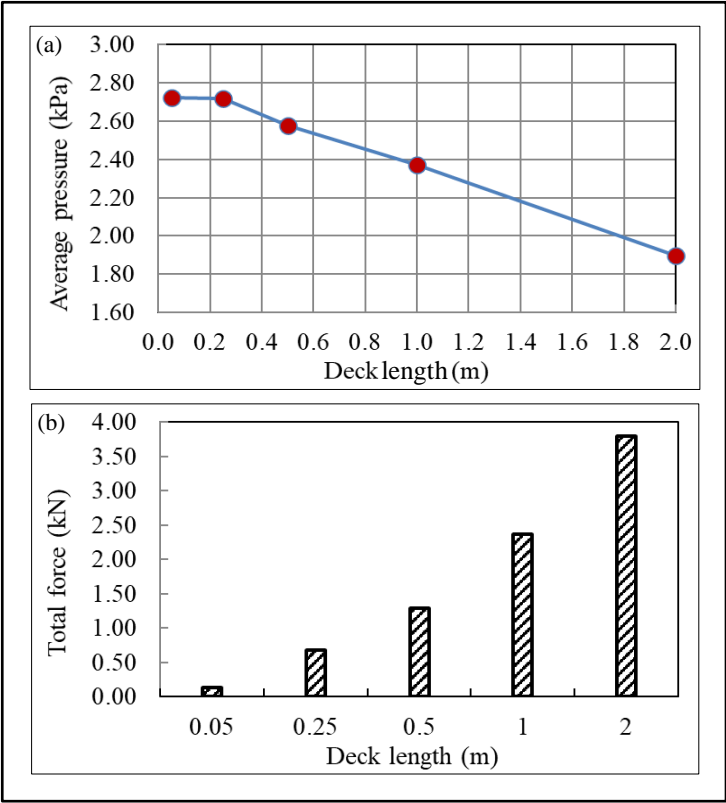 (a)
3.00
2.80
2.60
2.40
2.20
2.00
1.80
1.60
Average pressure (kPa)
0.0 0.2 0.4 0.6 0.8 1.0 1.2 1.4 1.6 1.8 2.0
Deck length (m)
(b)
4.00
3.50
3.00
2.50
2.00
1.50
1.00
0.50
0.00
Total force (kN)
0.05 0.25 0.5 1 2
Deck length (m)